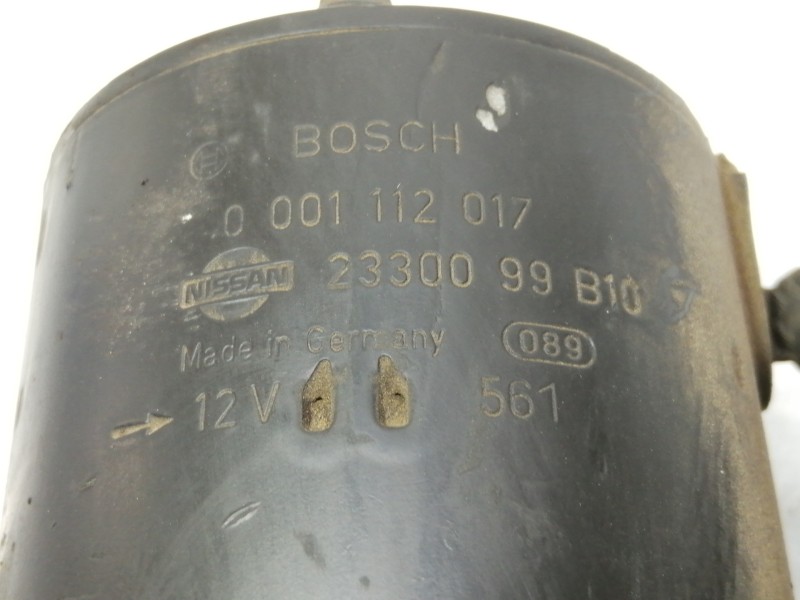 BOSCH
0 001 112 017
NISSAN 23300 99 B10
Made in Germany 089
12 V 561